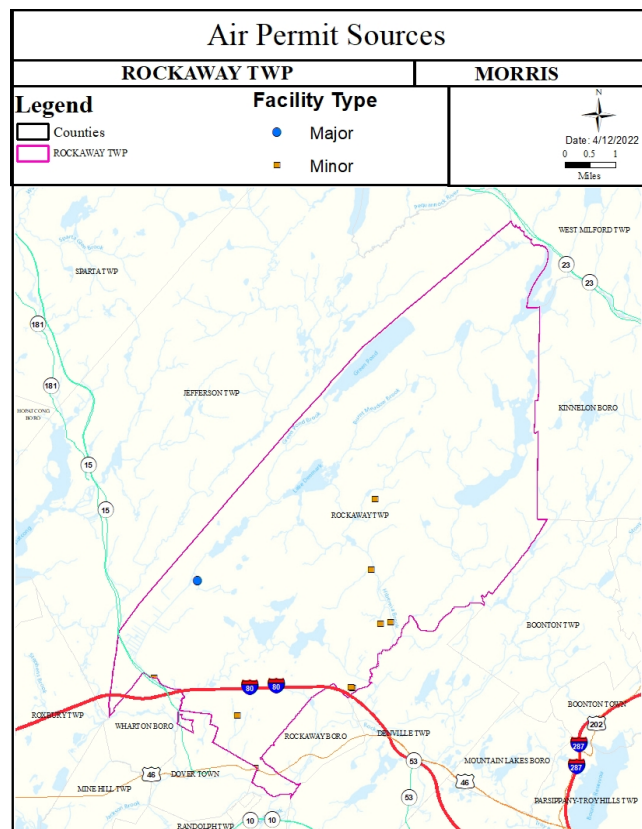 Air Permit Sources
ROCKAWAY TWP
MORRIS
Legend
Facility Type
Counties
ROCKAWAY TWP
Major
Minor
N
Date: 4/12/2022
0 0.5 1
Miles
WEST MILFORD TWP
23
23
SPARTA TWP
181
181
JEFFERSON TWP
Green Pond
KINNELON BORO
15
15
ROCKAWAY TWP
BOONTON TWP
80 80
ROXBURY TWP
WHARTON BORO
ROCKAWAY BORO
DENVILLE TWP
BOONTON TOWN
202
287
287
53
53
MOUNTAIN LAKES BORO
46
46
DOVER TOWN
MINE HILL TWP
PARSIPPANY-TROY HILLS TWP
RANDOLPH TWP
10 10